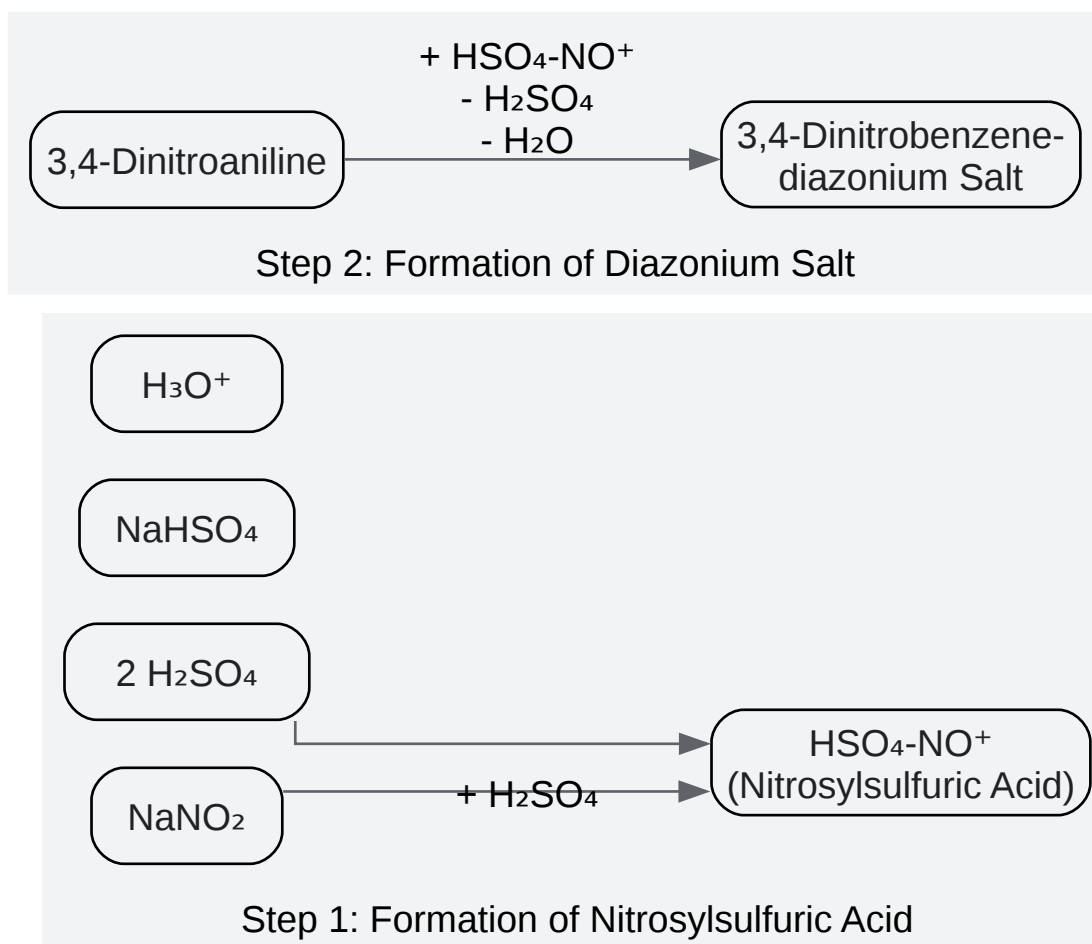 + HSO₄-NO⁺
- H₂SO₄
- H₂O
3,4-Dinitroaniline
3,4-Dinitrobenzene-
diazonium Salt
Step 2: Formation of Diazonium Salt
H₃O⁺
NaHSO₄
2 H₂SO₄
HSO₄-NO⁺
(Nitrosylsulfuric Acid)
+ H₂SO₄
NaNO₂
Step 1: Formation of Nitrosylsulfuric Acid